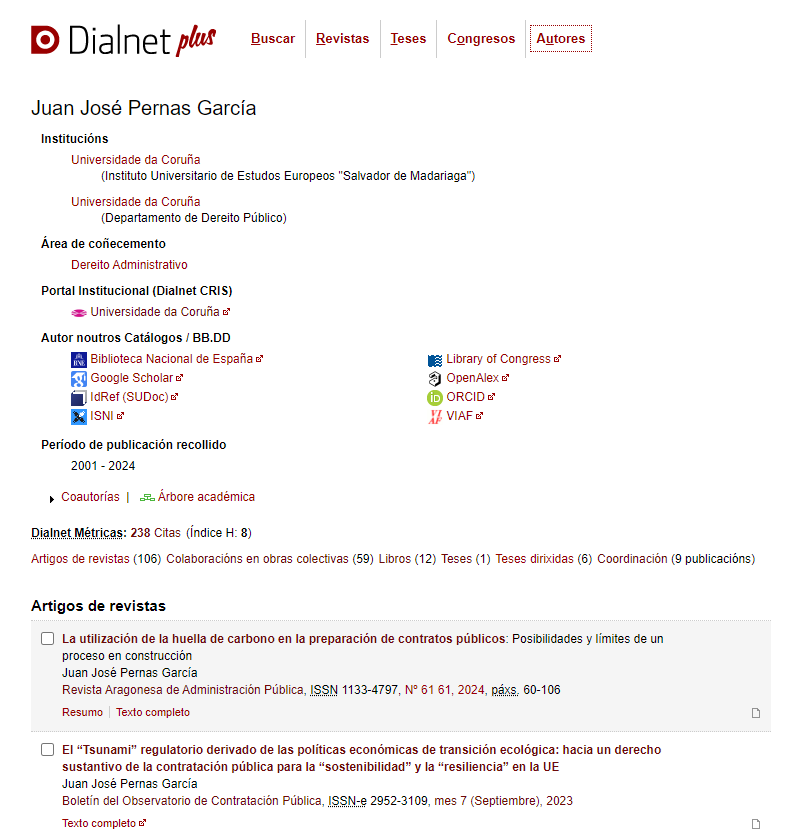 Dialnet plus
Buscar Revistas Teses Congresos Autores
Juan José Pernas García
Institucións
Universidade da Coruña
(Instituto Universitario de Estudos Europeos "Salvador de Madariaga")
Universidade da Coruña
(Departamento de Dereito Público)
Área de coñecemento
Dereito Administrativo
Portal Institucional (Dialnet CRIS)
Universidade da Coruña
Autor noutros Catálogos / BB.DD
Biblioteca Nacional de España Library of Congress
Google Scholar OpenAlex
IdRef (SUDoc) ORCID
ISNI VIAF
Período de publicación recollido
2001 - 2024
Coautorías | Árbore académica
Dialnet Métricas: 238 Citas (Índice H: 8)
Artigos de revistas (106) Colaboracións en obras colectivas (59) Libros (12) Teses (1) Teses dirixidas (6) Coordinación (9 publicacións)
Artigos de revistas
La utilización de la huella de carbono en la preparación de contratos públicos: Posibilidades y límites de un
proceso en construcción
Juan José Pernas García
Revista Aragonesa de Administración Pública, ISSN 1133-4797, Nº 61 61, 2024, páxs. 60-106
Resumo | Texto completo
El “Tsunami” regulatorio derivado de las políticas económicas de transición ecológica: hacia un derecho
sustantivo de la contratación pública para la “sostenibilidad” y la “resiliencia” en la UE
Juan José Pernas García
Boletín del Observatorio de Contratación Pública, ISSN-e 2952-3109, mes 7 (Septiembre), 2023
Texto completo